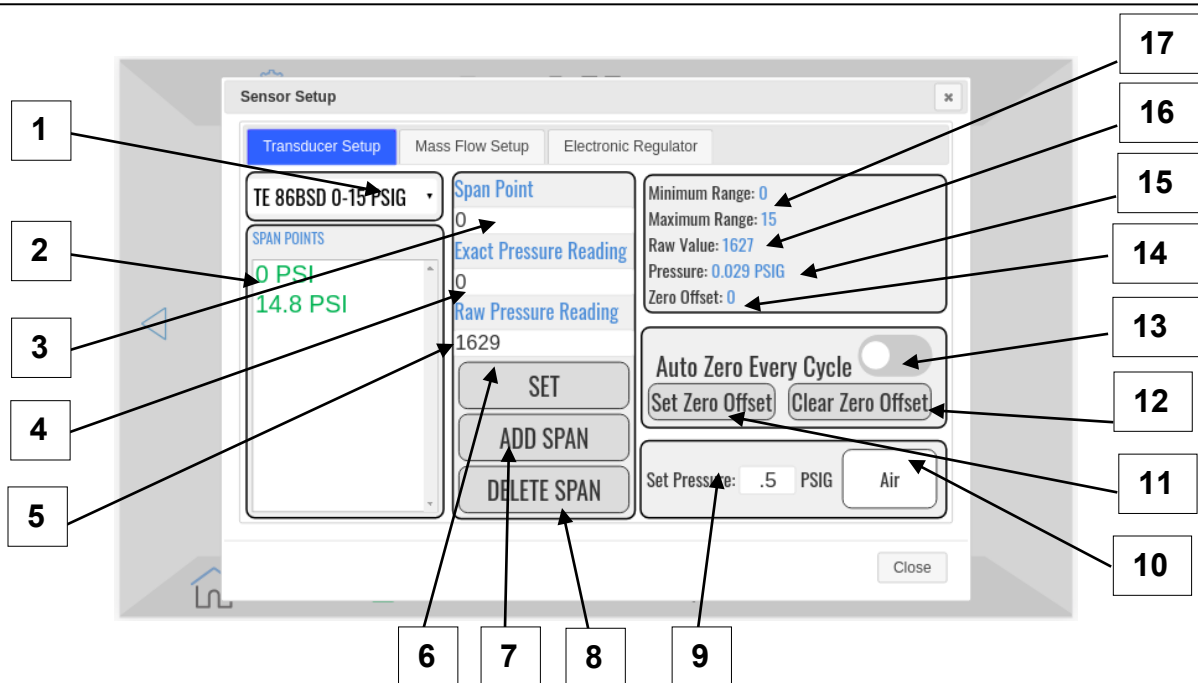 17
Sensor Setup
16
1
Transducer Setup Mass Flow Setup Electronic Regulator
15
TE 86BSD 0-15 PSIG
2
SPAN POINTS
0 PSI
14.8 PSI
Span Point
0
Exact Pressure Reading
0
Raw Pressure Reading
1629
SET
ADD SPAN
DELETE SPAN
Minimum Range: 0
Maximum Range: 15
Raw Value: 1627
Pressure: 0.029 PSIG
Zero Offset: 0
14
3
13
Auto Zero Every Cycle
Set Zero Offset Clear Zero Offset
12
4
Set Pressure: .5 PSIG Air
11
5
10
Close
6 7 8 9